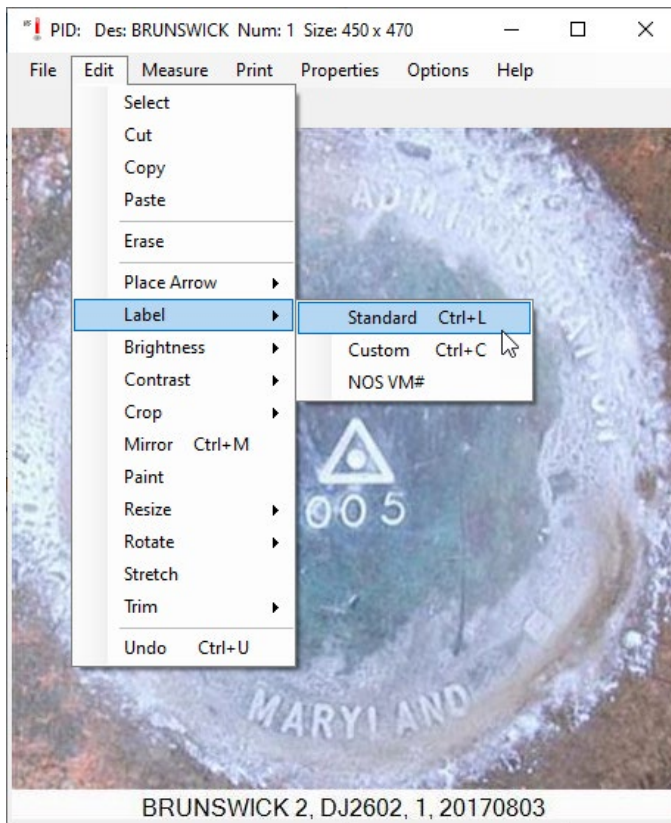 PID: Des: BRUNSWICK Num: 1 Size: 450 x 470
File Edit Measure Print Properties Options Help
Select
Cut
Copy
Paste
Erase
Place Arrow
Label
Standard Ctrl+L
Brightness
Custom Ctrl+C
Contrast
NOS VM#
Crop
Mirror Ctrl+M
Paint
Resize
Rotate
Stretch
Trim
Undo Ctrl+U
ADMINISTRATION
005
MARYLAND
BRUNSWICK 2, DJ2602, 1, 20170803